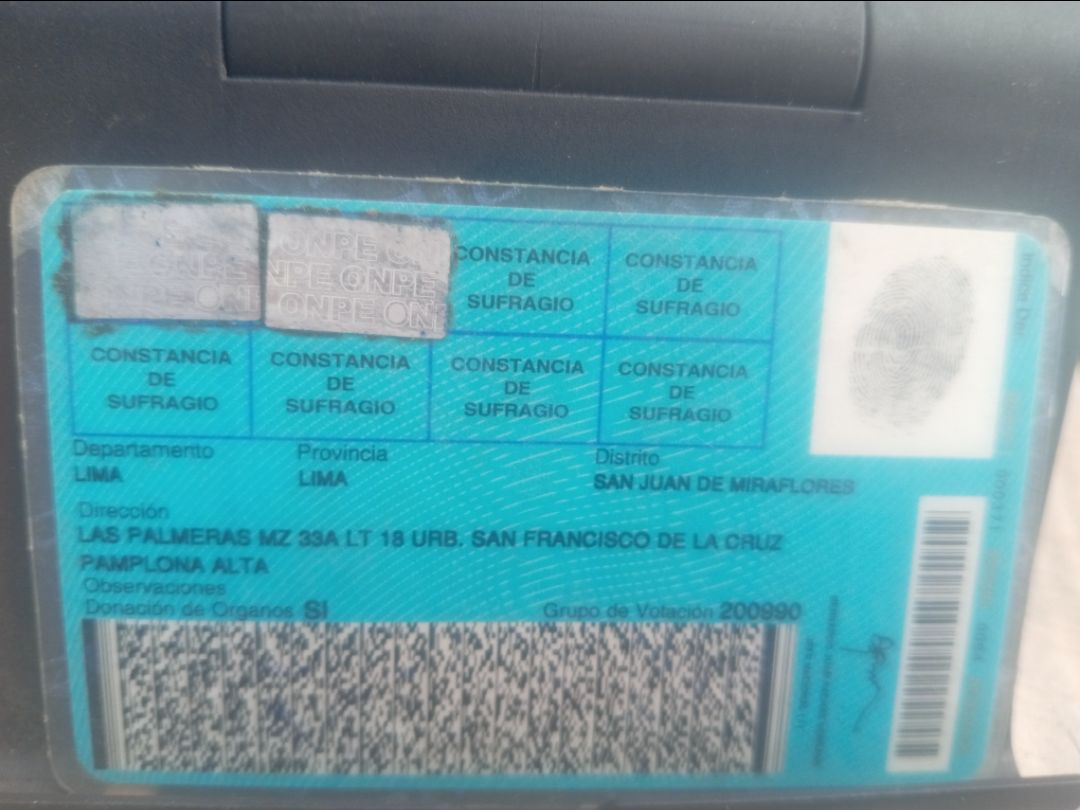 ONPE ON
NPE ONPE
ONPE ON
CONSTANCIA
DE
SUFRAGIO
CONSTANCIA
DE
SUFRAGIO
CONSTANCIA
DE
SUFRAGIO
CONSTANCIA
DE
SUFRAGIO
CONSTANCIA
DE
SUFRAGIO
CONSTANCIA
DE
SUFRAGIO
Departamento Provincia Distrito
LIMA LIMA SAN JUAN DE MIRAFLORES
Dirección
LAS PALMERAS MZ 33A LT 18 URB. SAN FRANCISCO DE LA CRUZ
PAMPLONA ALTA
Observaciones
Donación de Organos SI Grupo de Votación 200990